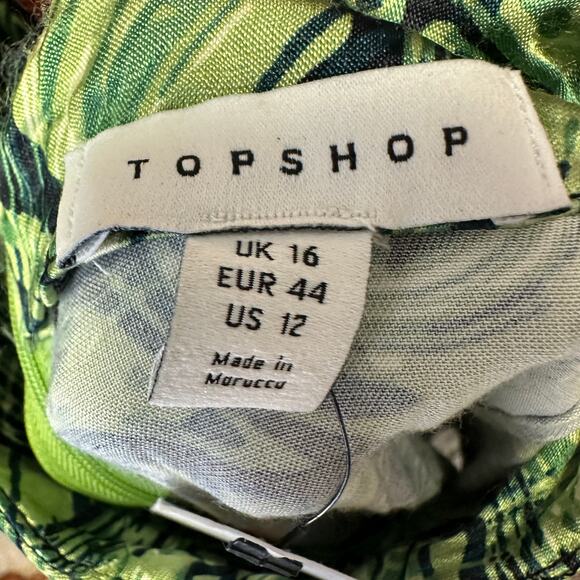 TOPSHOP
UK 16
EUR 44
US 12
Made in
Morocco